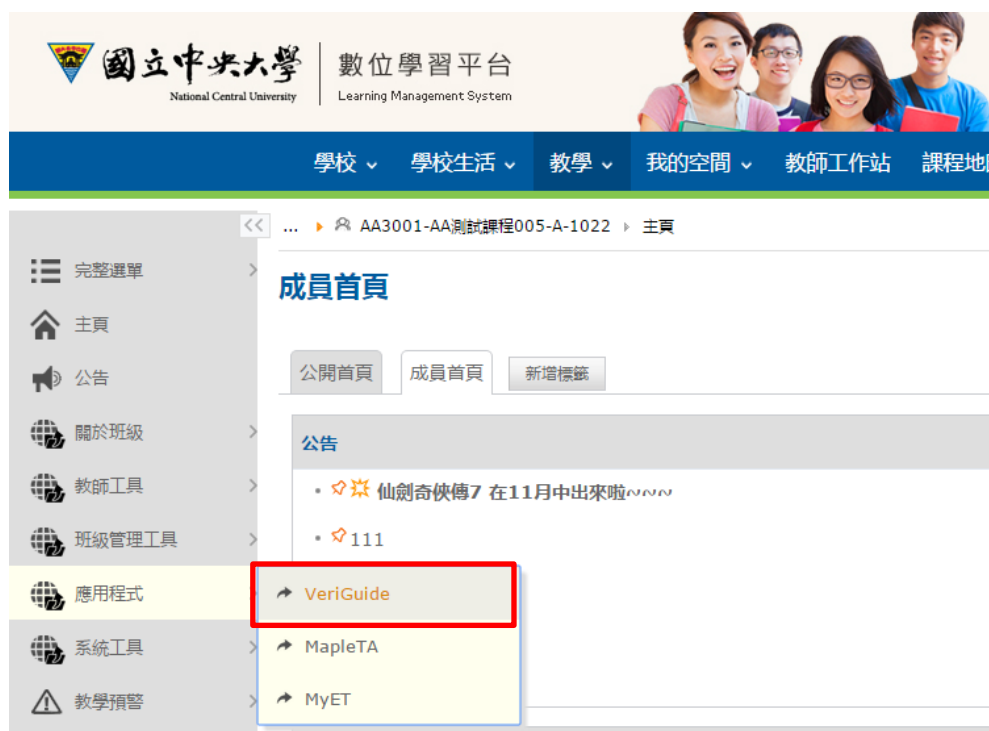 國立中央大學
National Central University
數位學習平台
Learning Management System
學校 學校生活 教學 我的空間 教師工作站 課程地
... AA3001-AA測試課程005-A-1022 主頁
完整選單
主頁
公告
關於班級
教師工具
班級管理工具
應用程式
系統工具
教學預警
成員首頁
公開首頁 成員首頁 新增標籤
公告
• 仙劍奇俠傳7 在11月中出來啦~~~
• 111
VeriGuide
MapleTA
MyET